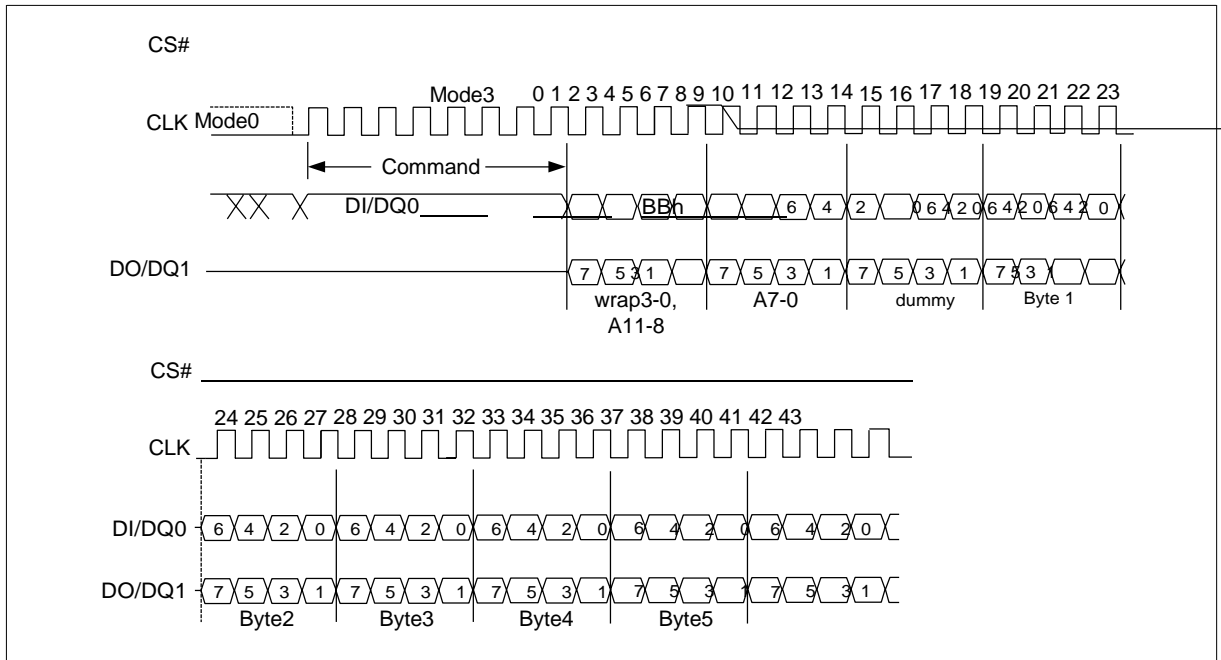 CS#
Mode3 0 1 2 3 4 5 6 7 8 9 10 11 12 13 14 15 16 17 18 19 20 21 22 23
CLK Mode0
Command
DI/DQ0 BBh 6 4 2 0 6 4 2 0 6 4 2 0 6 4 2 0
DO/DQ1 7 5 3 1 7 5 3 1 7 5 3 1 7 5 3 1
wrap3-0, A7-0 dummy Byte 1
A11-8
CS#
24 25 26 27 28 29 30 31 32 33 34 35 36 37 38 39 40 41 42 43
CLK
DI/DQ0 6 4 2 0 6 4 2 0 6 4 2 0 6 4 2 0 6 4 2 0
DO/DQ1 7 5 3 1 7 5 3 1 7 5 3 1 7 5 3 1 7 5 3 1
Byte2 Byte3 Byte4 Byte5